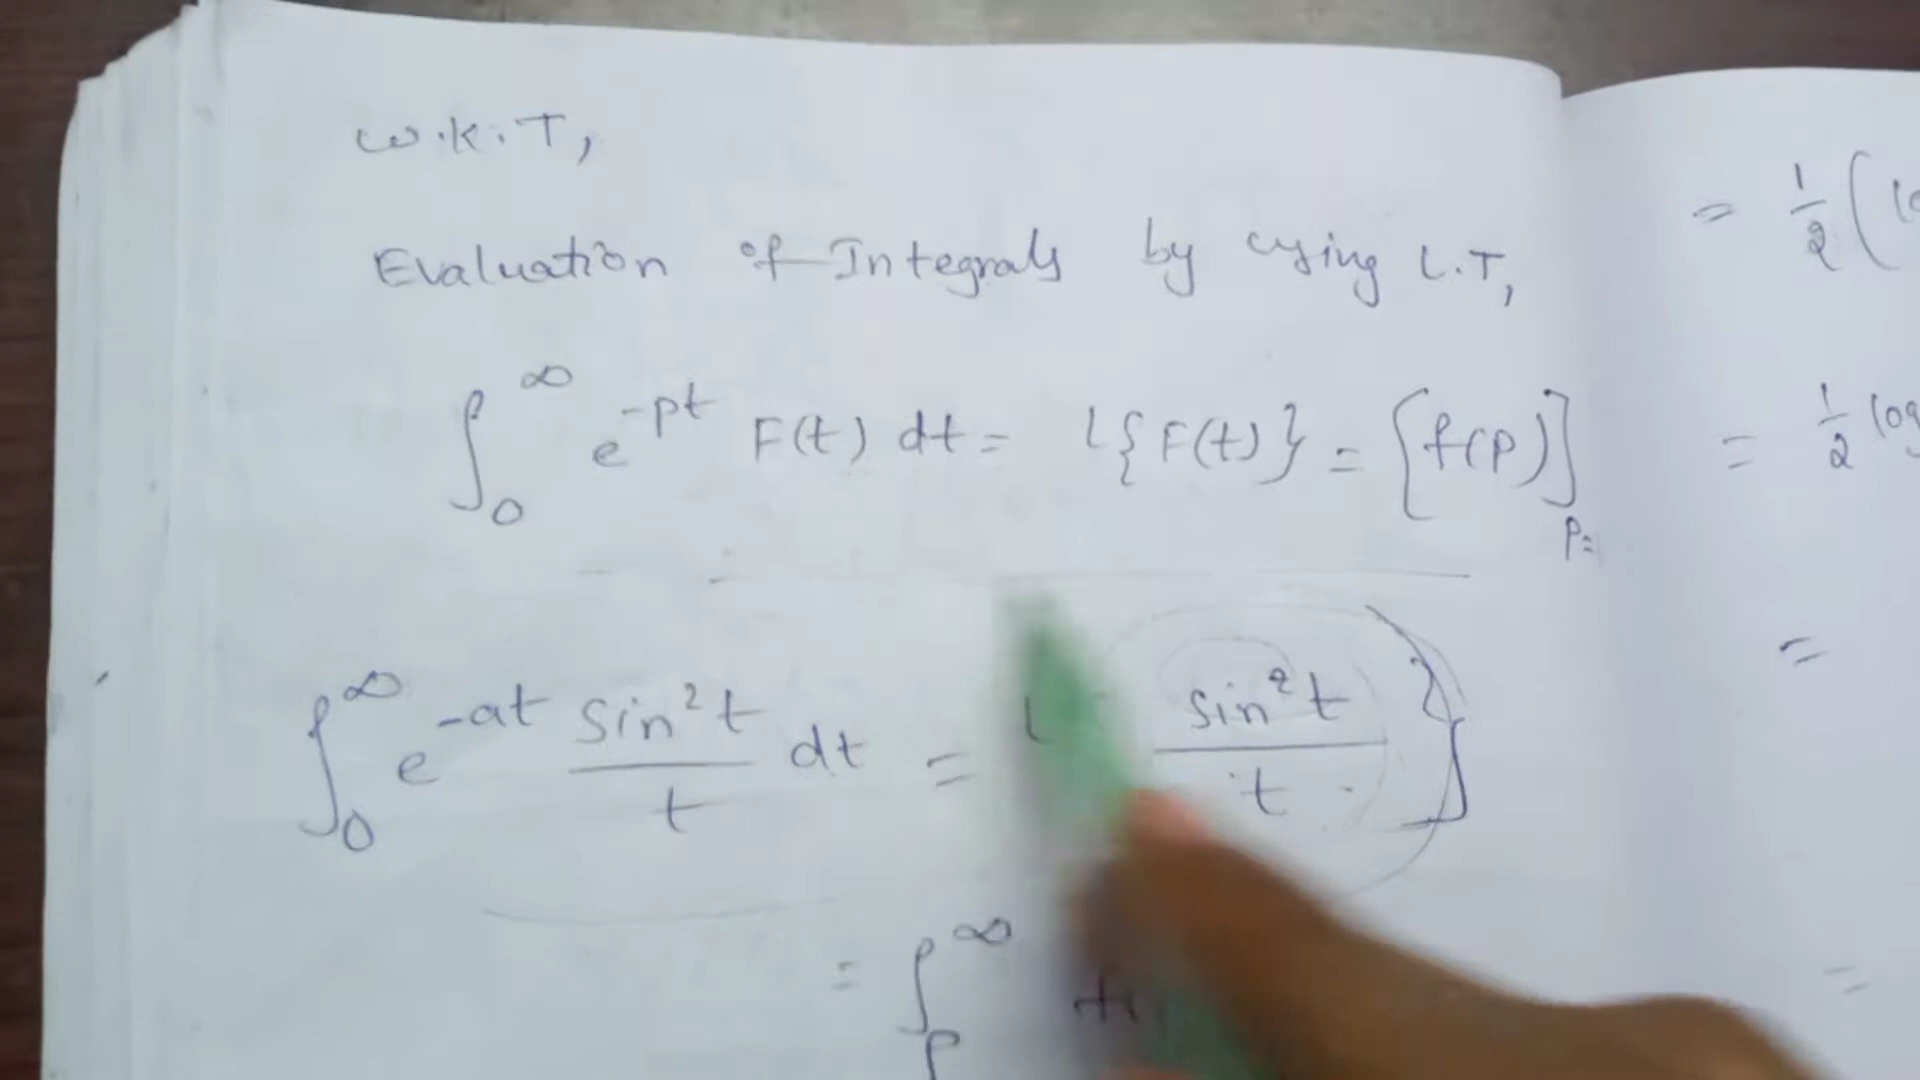 W.K.T,
Evaluation of Integrals by using L.T,
∫₀^∞ e^{-pt} F(t) dt = L{F(t)} = [f(p)]_{p=
∫₀^∞ e^{-at} sin²t/t dt = L sin²t/t }
= ∫_p^∞
= 1/2 (lo
= 1/2 log
=
=